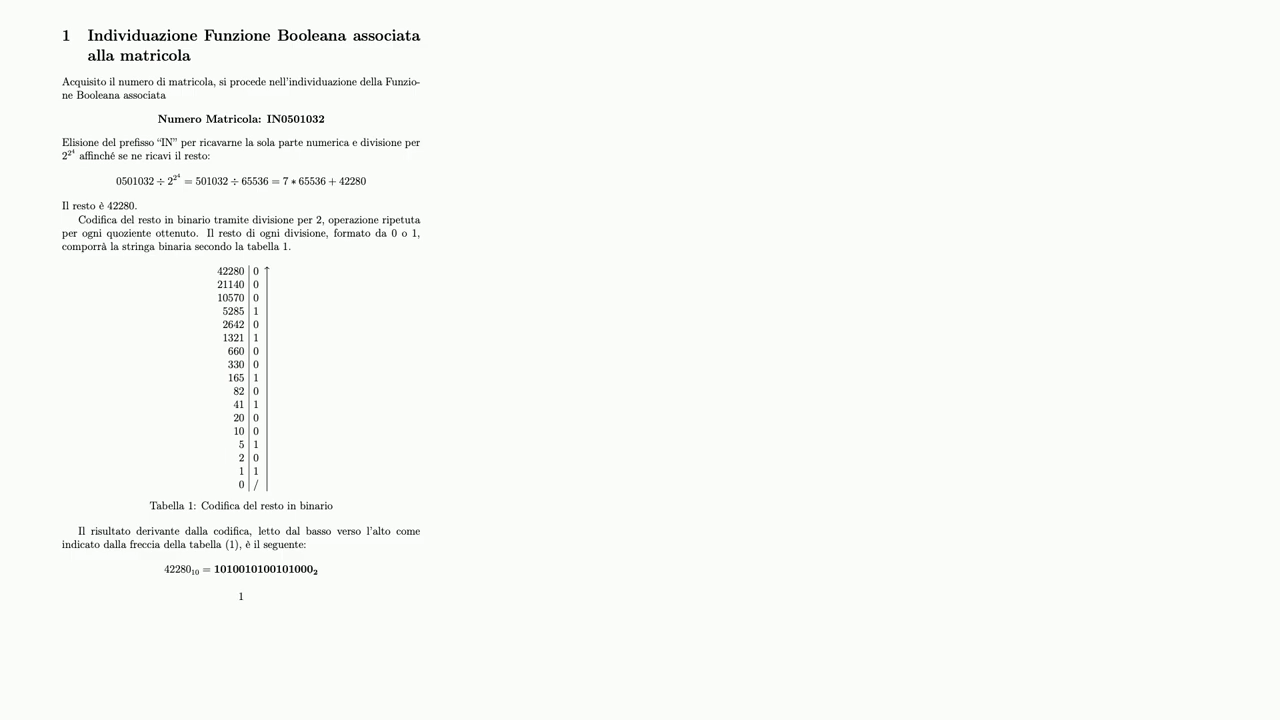 1 Individuazione Funzione Booleana associata
alla matricola
Acquisito il numero di matricola, si procede nell'individuazione della Funzio-
ne Booleana associata
Numero Matricola: IN0501032
Elisione del prefisso “IN” per ricavarne la sola parte numerica e divisione per
2^{2^4} affinché se ne ricavi il resto:
0501032 ÷ 2^{2^4} = 501032 ÷ 65536 = 7 ∗ 65536 + 42280
Il resto è 42280.
Codifica del resto in binario tramite divisione per 2, operazione ripetuta
per ogni quoziente ottenuto. Il resto di ogni divisione, formato da 0 o 1,
comporrà la stringa binaria secondo la tabella 1.
42280 | 0 ↑
21140 | 0
10570 | 0
5285 | 1
2642 | 0
1321 | 1
660 | 0
330 | 0
165 | 1
82 | 0
41 | 1
20 | 0
10 | 0
5 | 1
2 | 0
1 | 1
0 | /
Tabella 1: Codifica del resto in binario
Il risultato derivante dalla codifica, letto dal basso verso l'alto come
indicato dalla freccia della tabella (1), è il seguente:
42280₁₀ = 1010010100101000₂
1